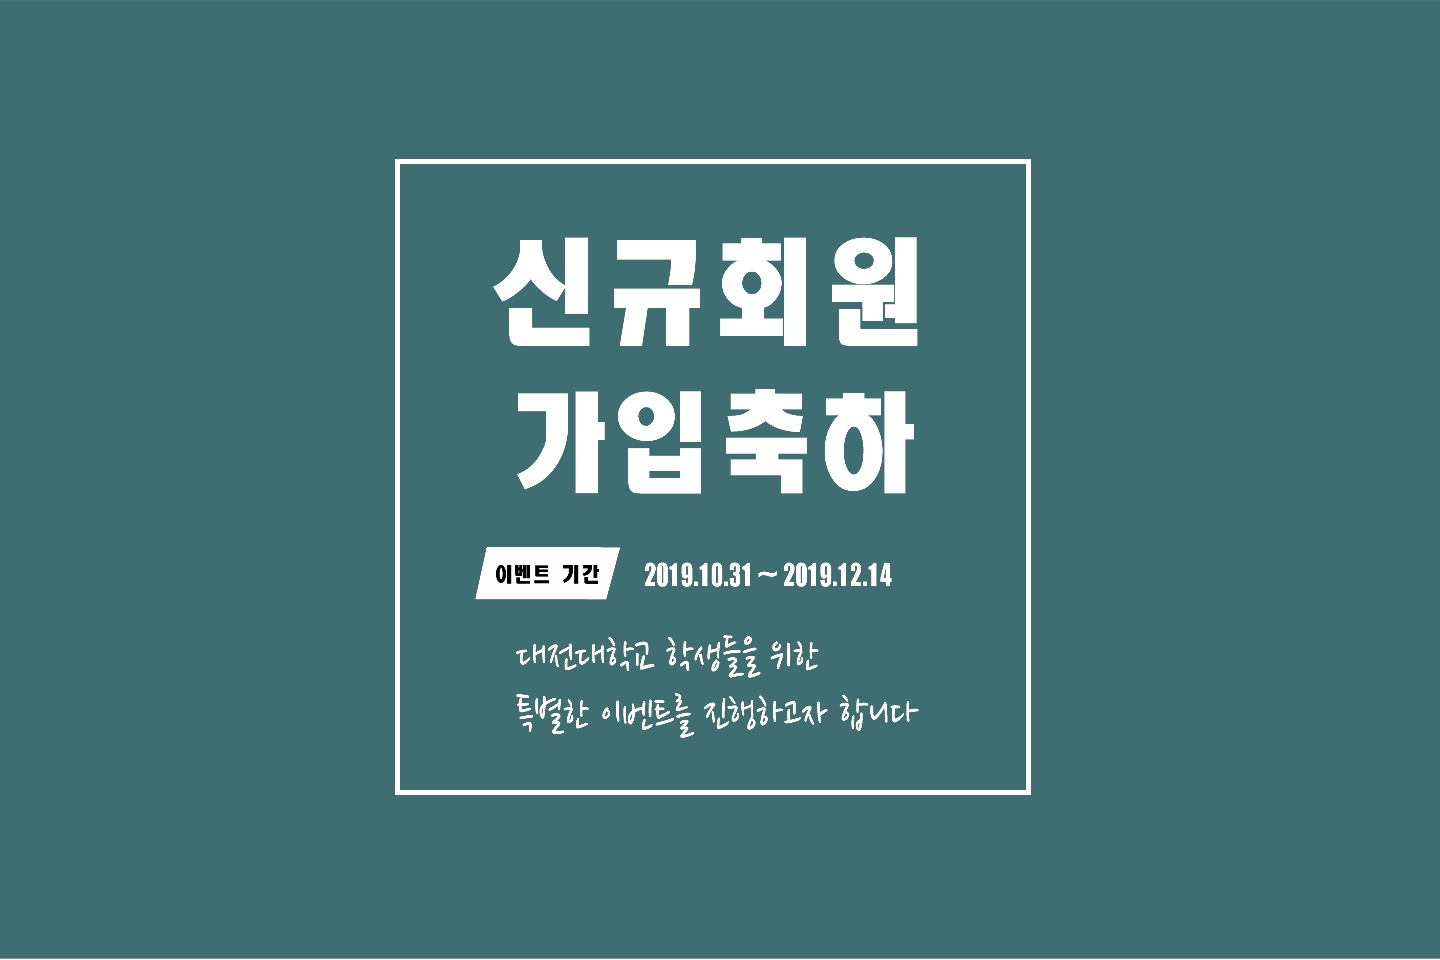 신규회원
가입축하
이벤트 기간 2019.10.31 ~ 2019.12.14
대전대학교 학생들을 위한
특별한 이벤트를 진행하고자 합니다